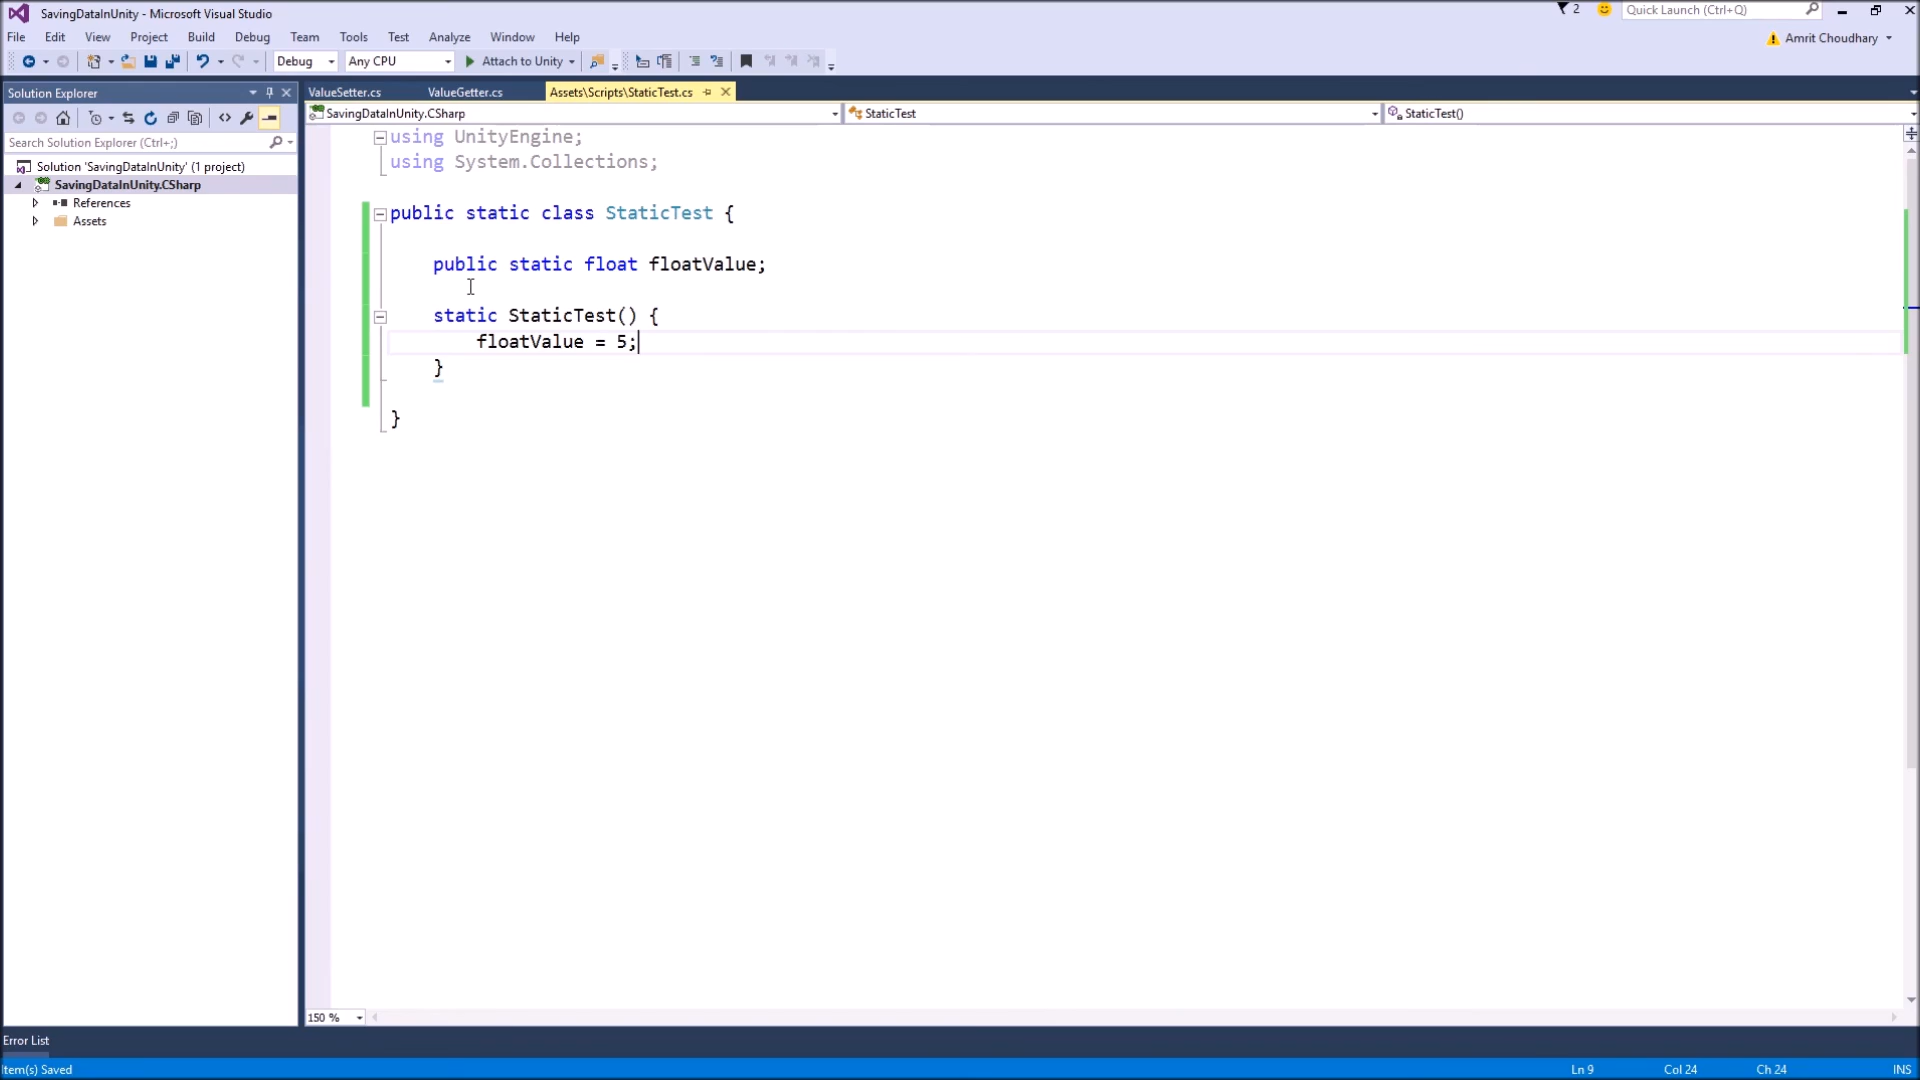 SavingDataInUnity - Microsoft Visual Studio
2
Quick Launch (Ctrl+Q)
File Edit View Project Build Debug Team Tools Test Analyze Window Help
Amrit Choudhary
Debug Any CPU Attach to Unity
Solution Explorer
ValueSetter.cs ValueGetter.cs Assets\Scripts\StaticTest.cs
SavingDataInUnity.CSharp StaticTest StaticTest()
Search Solution Explorer (Ctrl+;)
Solution 'SavingDataInUnity' (1 project)
SavingDataInUnity.CSharp
References
Assets
using UnityEngine;
using System.Collections;
public static class StaticTest {
public static float floatValue;
static StaticTest() {
floatValue = 5;
}
}
150 %
Error List
Item(s) Saved
Ln 9 Col 24 Ch 24 INS